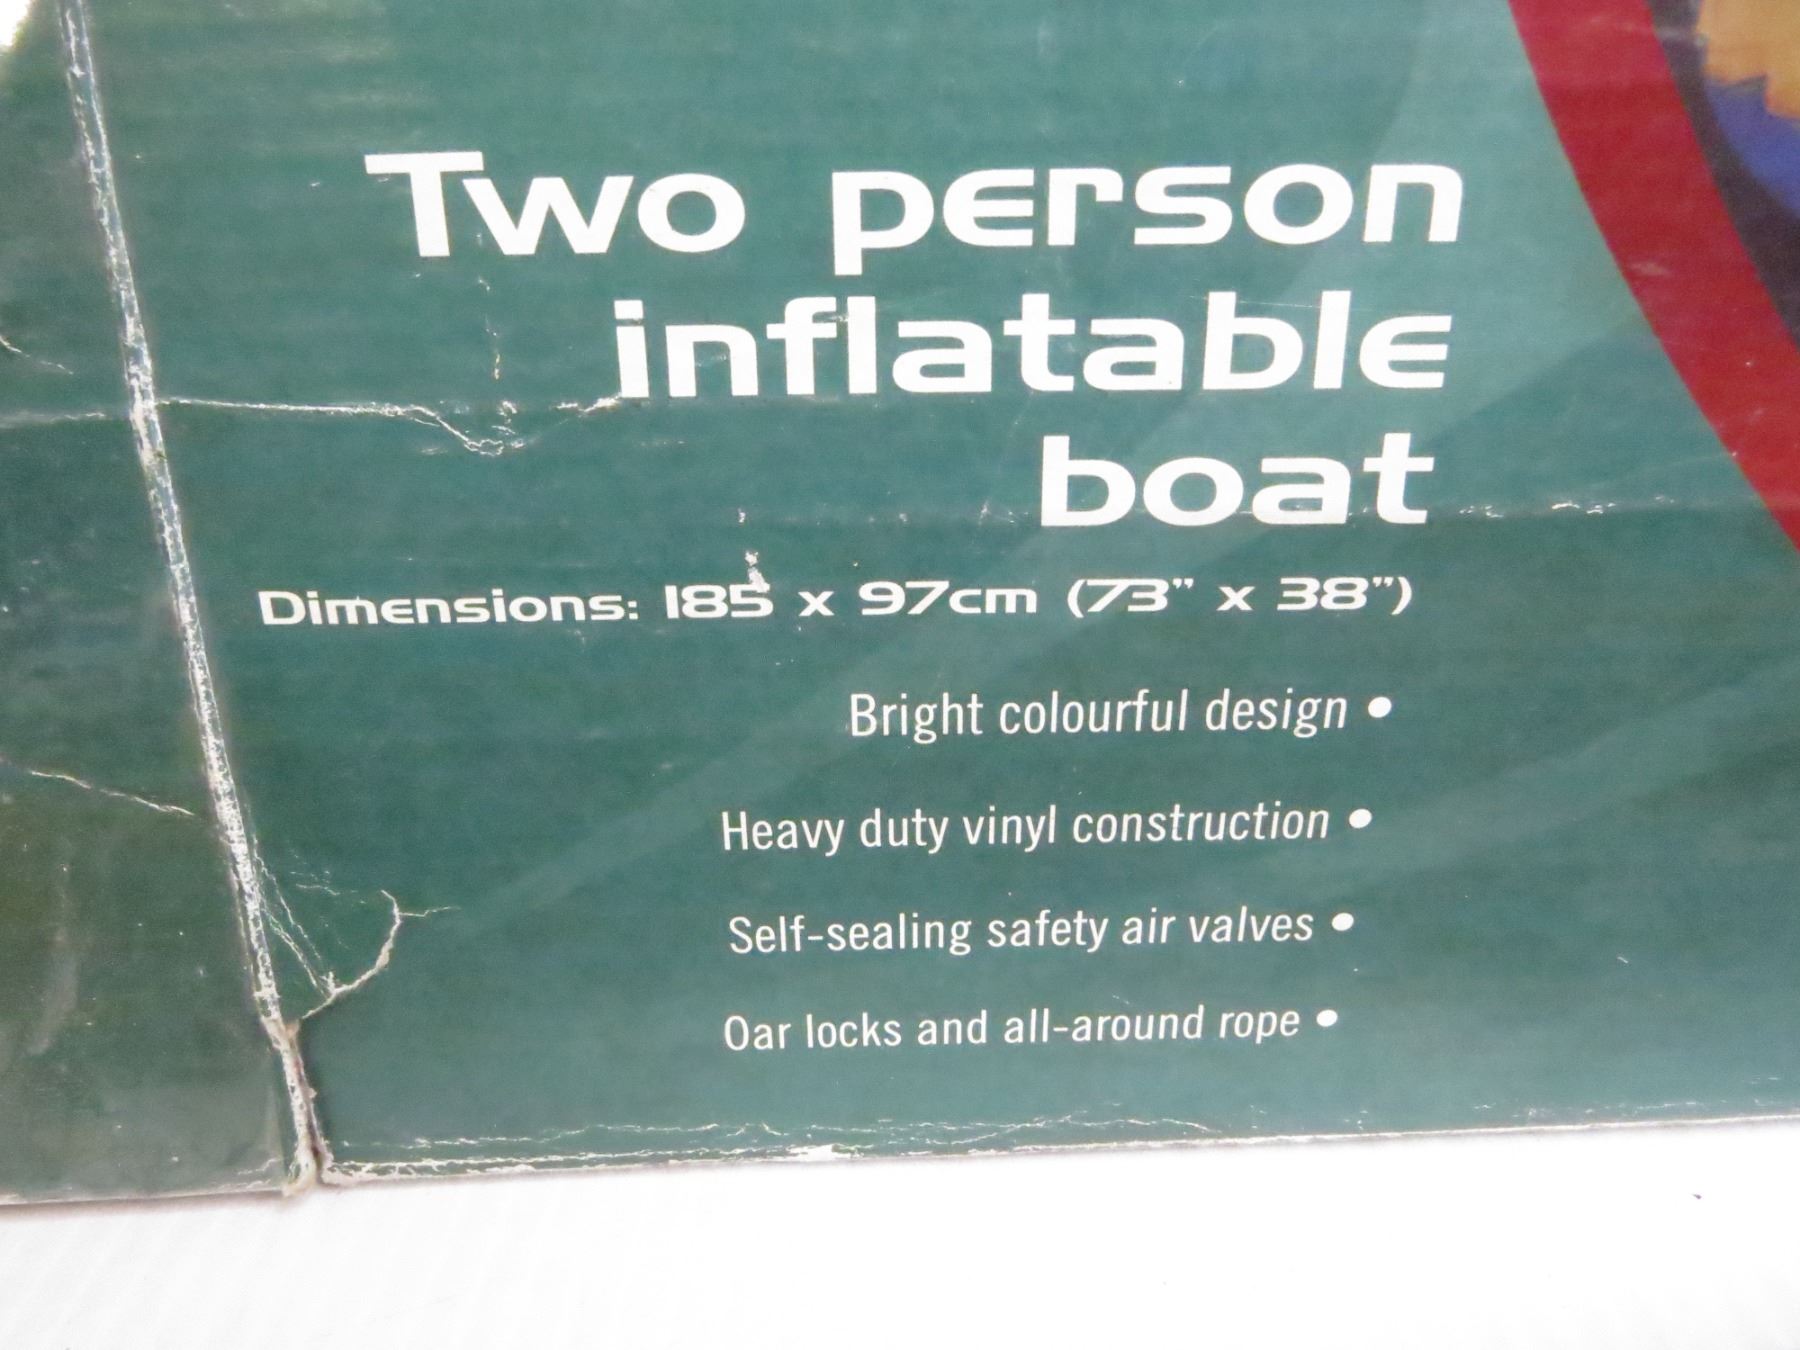 Two person
inflatable
boat
Dimensions: 185 x 97cm (73” x 38”)
Bright colourful design •
Heavy duty vinyl construction •
Self-sealing safety air valves •
Oar locks and all-around rope •